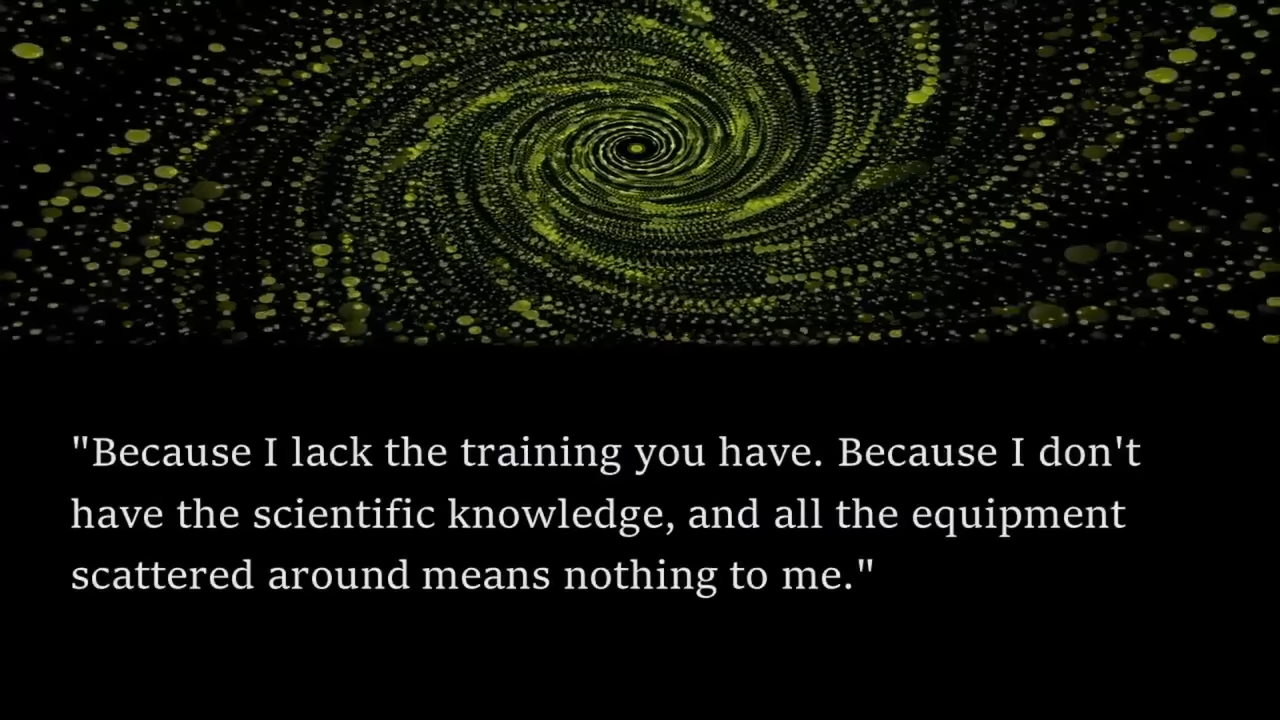 "Because I lack the training you have. Because I don't
have the scientific knowledge, and all the equipment
scattered around means nothing to me."